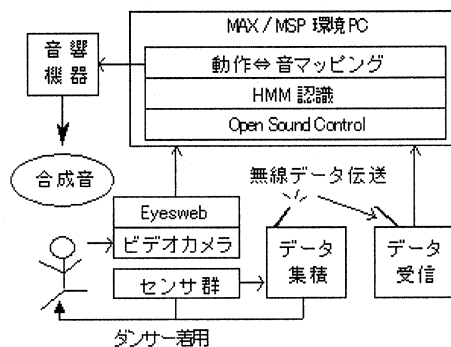 MAX / MSP 環境PC
音響
機器
動作⇔音マッピング
HMM 認識
Open Sound Control
合成音
無線データ伝送
Eyesweb
ビデオカメラ
センサ群
データ
集積
データ
受信
ダンサー着用